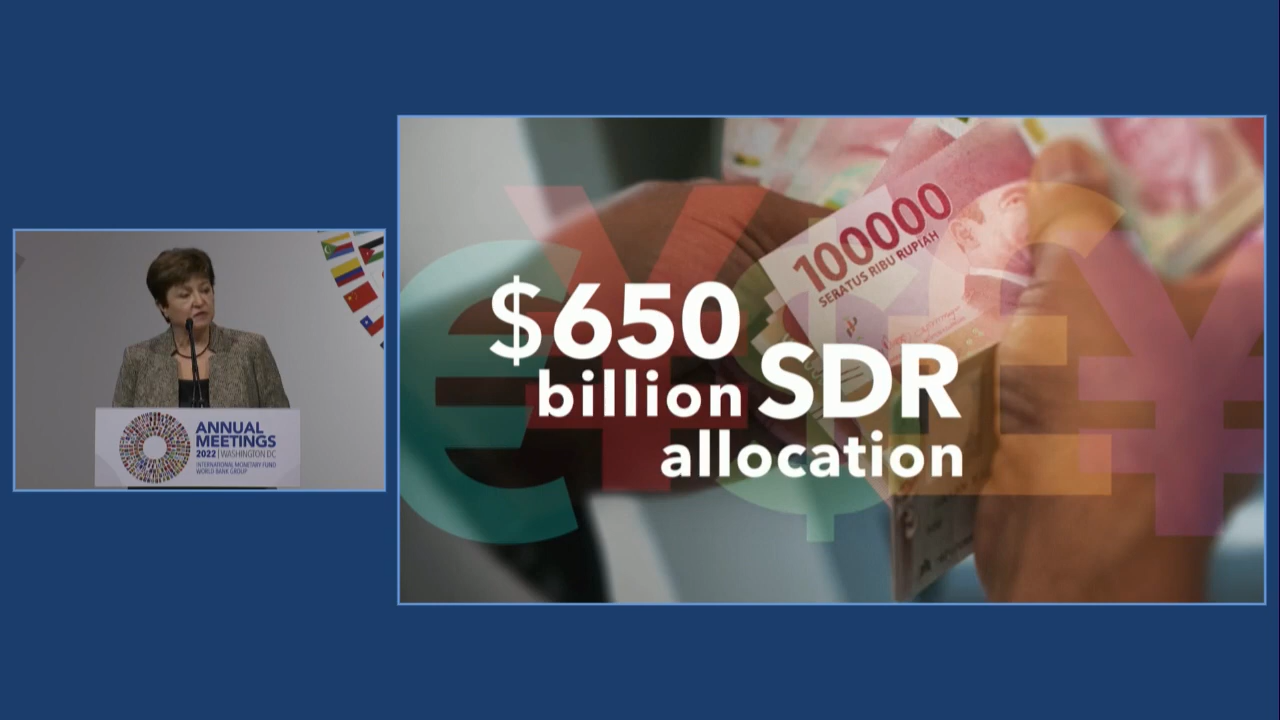 ANNUAL
MEETINGS
2022 | WASHINGTON DC
INTERNATIONAL MONETARY FUND
WORLD BANK GROUP
100000
SERATUS RIBU RUPIAH
$650
billion SDR
allocation